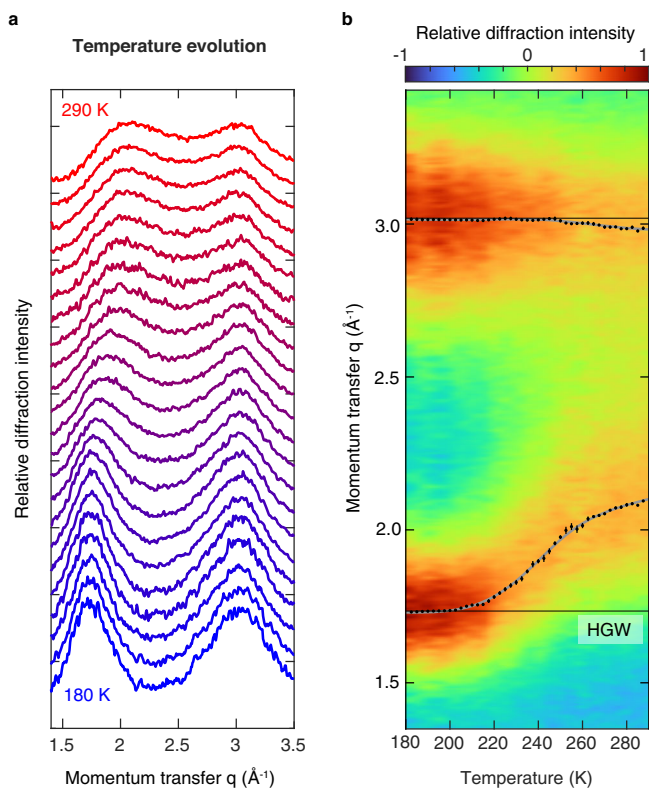 a
Temperature evolution
290 K
180 K
Relative diffraction intensity
1.5 2 2.5 3 3.5
Momentum transfer q (Å⁻¹)
b
Relative diffraction intensity
-1 0 1
3.0
2.5
2.0
1.5
Momentum transfer q (Å⁻¹)
HGW
180 200 220 240 260 280
Temperature (K)